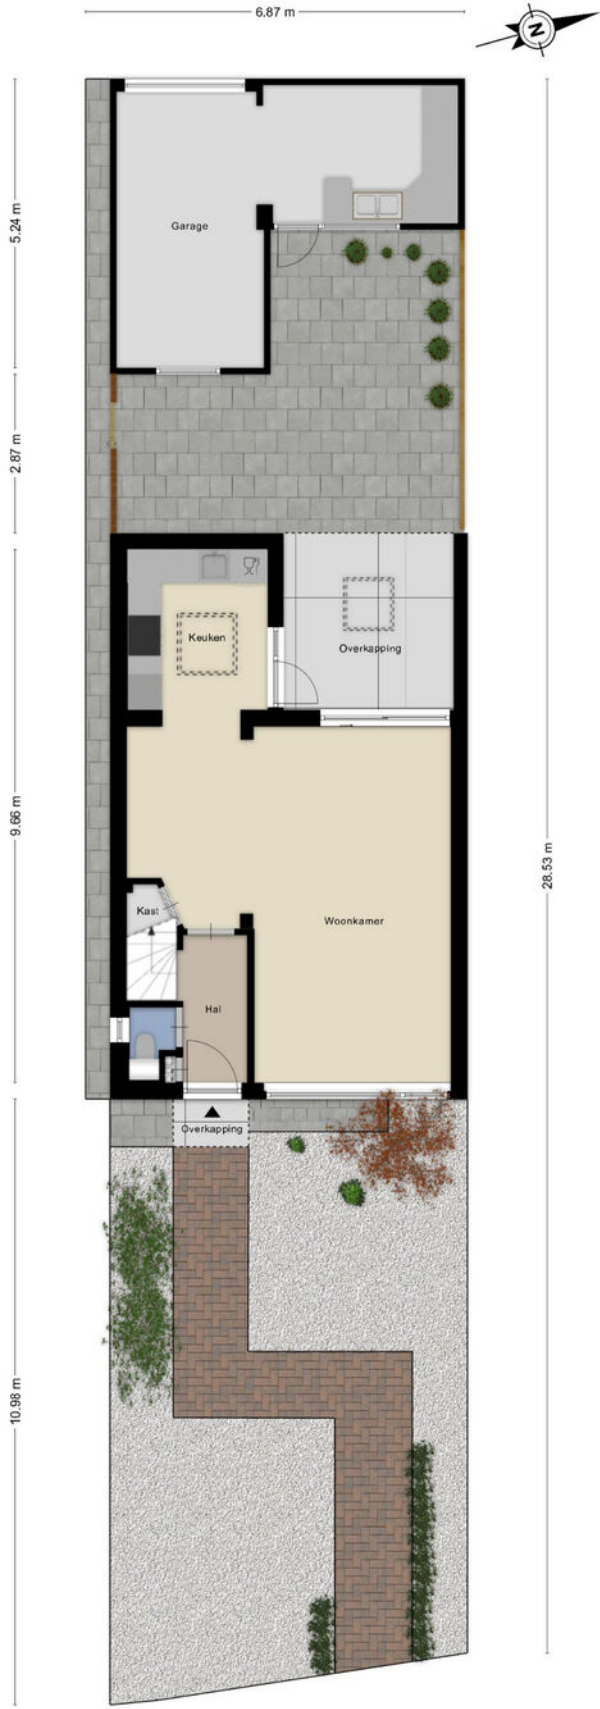 6.87 m
N
5.24 m
Garage
2.87 m
Keuken
Overkapping
9.66 m
28.53 m
Kast
Woonkamer
Hal
Overkapping
10.98 m